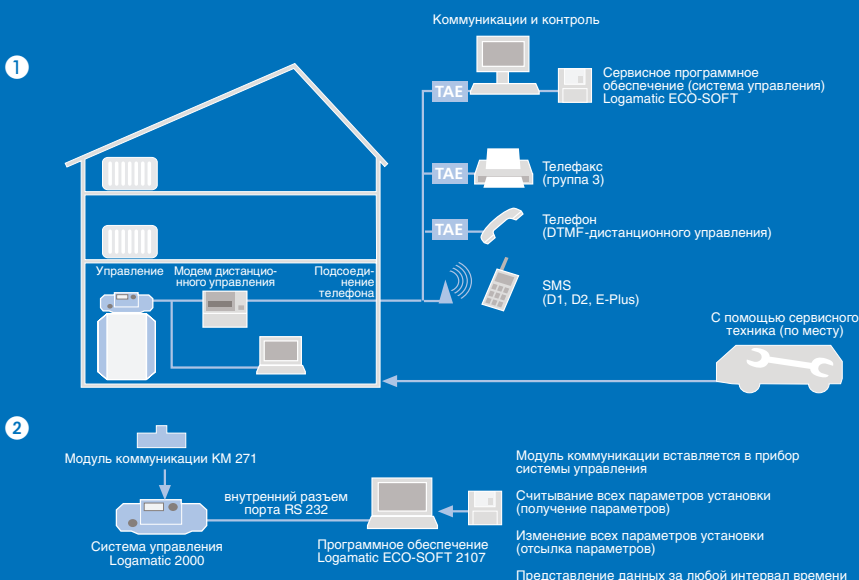 Коммуникации и контроль
1
TAE
Сервисное программное
обеспечение (система управления)
Logamatic ECO-SOFT
TAE
Телефакс
(группа 3)
TAE
Телефон
(DTMF-дистанционного управления)
Управление
Модем дистанцио-
нного управления
Подсоеди-
нение
телефона
SMS
(D1, D2, E-Plus)
С помощью сервисного
техника (по месту)
2
Модуль коммуникации КМ 271
внутренний разъем
порта RS 232
Система управления
Logamatic 2000
Программное обеспечение
Logamatic ECO-SOFT 2107
Модуль коммуникации вставляется в прибор
системы управления
Считывание всех параметров установки
(получение параметров)
Изменение всех параметров установки
(отсылка параметров)
Представление данных за любой интервал времени